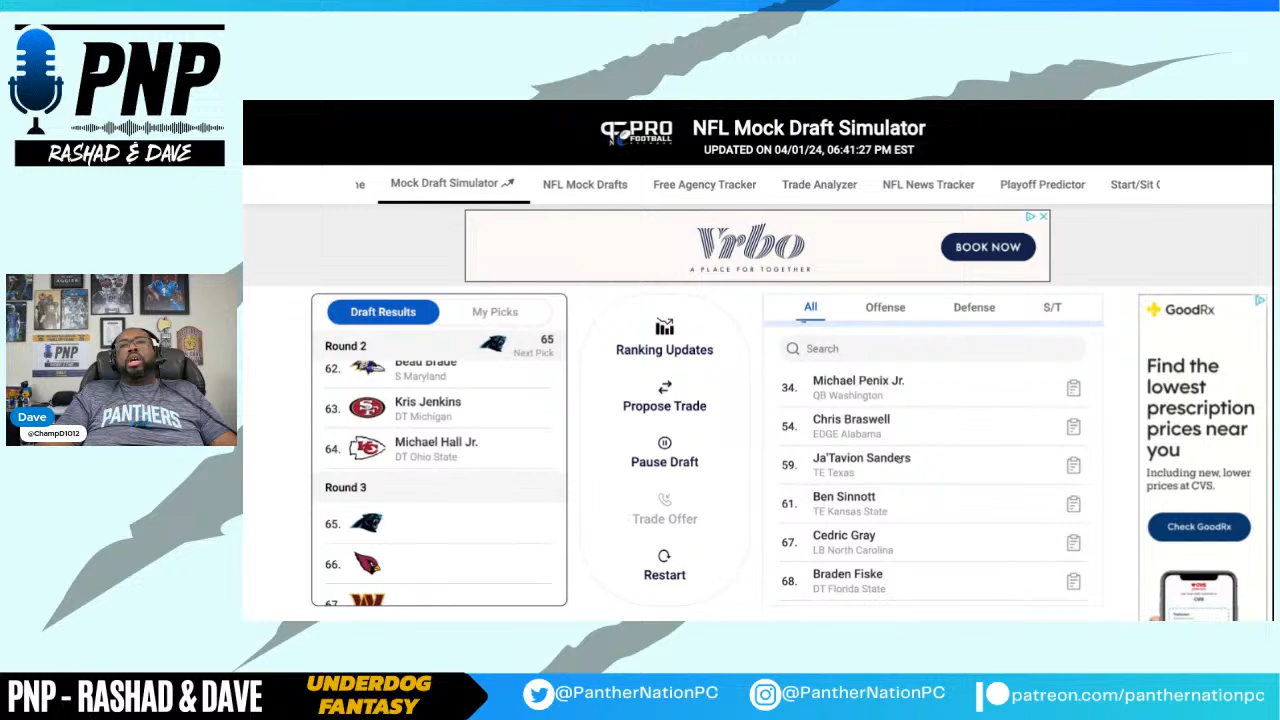 PNP
RASHAD & DAVE
PRO
FOOTBALL
NFL Mock Draft Simulator
UPDATED ON 04/01/24, 06:41:27 PM EST
Mock Draft Simulator
NFL Mock Drafts
Free Agency Tracker
Trade Analyzer
NFL News Tracker
Playoff Predictor
Start/Sit
Vrbo
A PLACE FOR TOGETHER
BOOK NOW
Draft Results
My Picks
Round 2
65
Next Pick
62.
Beau Brade
S Maryland
63.
Kris Jenkins
DT Michigan
64.
Michael Hall Jr.
DT Ohio State
Round 3
65.
66.
67.
Ranking Updates
Propose Trade
Pause Draft
Trade Offer
Restart
All
Offense
Defense
S/T
Search
34.
Michael Penix Jr.
QB Washington
54.
Chris Braswell
EDGE Alabama
59.
Ja'Tavion Sanders
TE Texas
61.
Ben Sinnott
TE Kansas State
67.
Cedric Gray
LB North Carolina
68.
Braden Fiske
DT Florida State
GoodRx
Find the
lowest
prescription
prices near
you
Including new, lower
prices at CVS.
Check GoodRx
PANTHERS
PNP
Dave
@ChampD1012
PNP - RASHAD & DAVE
UNDERDOG
FANTASY
@PantherNationPC
@PantherNationPC
patreon.com/panthernationpc